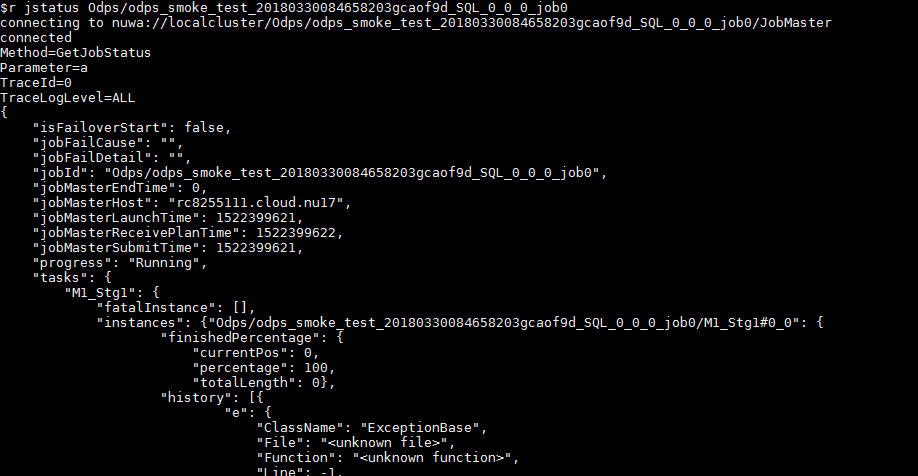 $r jstatus Odps/odps_smoke_test_20180330084658203gcaof9d_SQL_0_0_0_job0
connecting to nuwa://localcluster/Odps/odps_smoke_test_20180330084658203gcaof9d_SQL_0_0_0_job0/JobMaster
connected
Method=GetJobStatus
Parameter=a
TraceId=0
TraceLogLevel=ALL
{
    "isFailoverStart": false,
    "jobFailCause": "",
    "jobFailDetail": "",
    "jobId": "Odps/odps_smoke_test_20180330084658203gcaof9d_SQL_0_0_0_job0",
    "jobMasterEndTime": 0,
    "jobMasterHost": "rc8255111.cloud.nu17",
    "jobMasterLaunchTime": 1522399621,
    "jobMasterReceivePlanTime": 1522399622,
    "jobMasterSubmitTime": 1522399621,
    "progress": "Running",
    "tasks": {
        "M1_Stg1": {
            "fatalInstance": [],
            "instances": {"Odps/odps_smoke_test_20180330084658203gcaof9d_SQL_0_0_0_job0/M1_Stg1#0_0": {
                    "finishedPercentage": {
                        "currentPos": 0,
                        "percentage": 100,
                        "totalLength": 0},
                    "history": [{
                            "e": {
                                "ClassName": "ExceptionBase",
                                "File": "<unknown file>",
                                "Function": "<unknown function>",
                                "Line": -1,